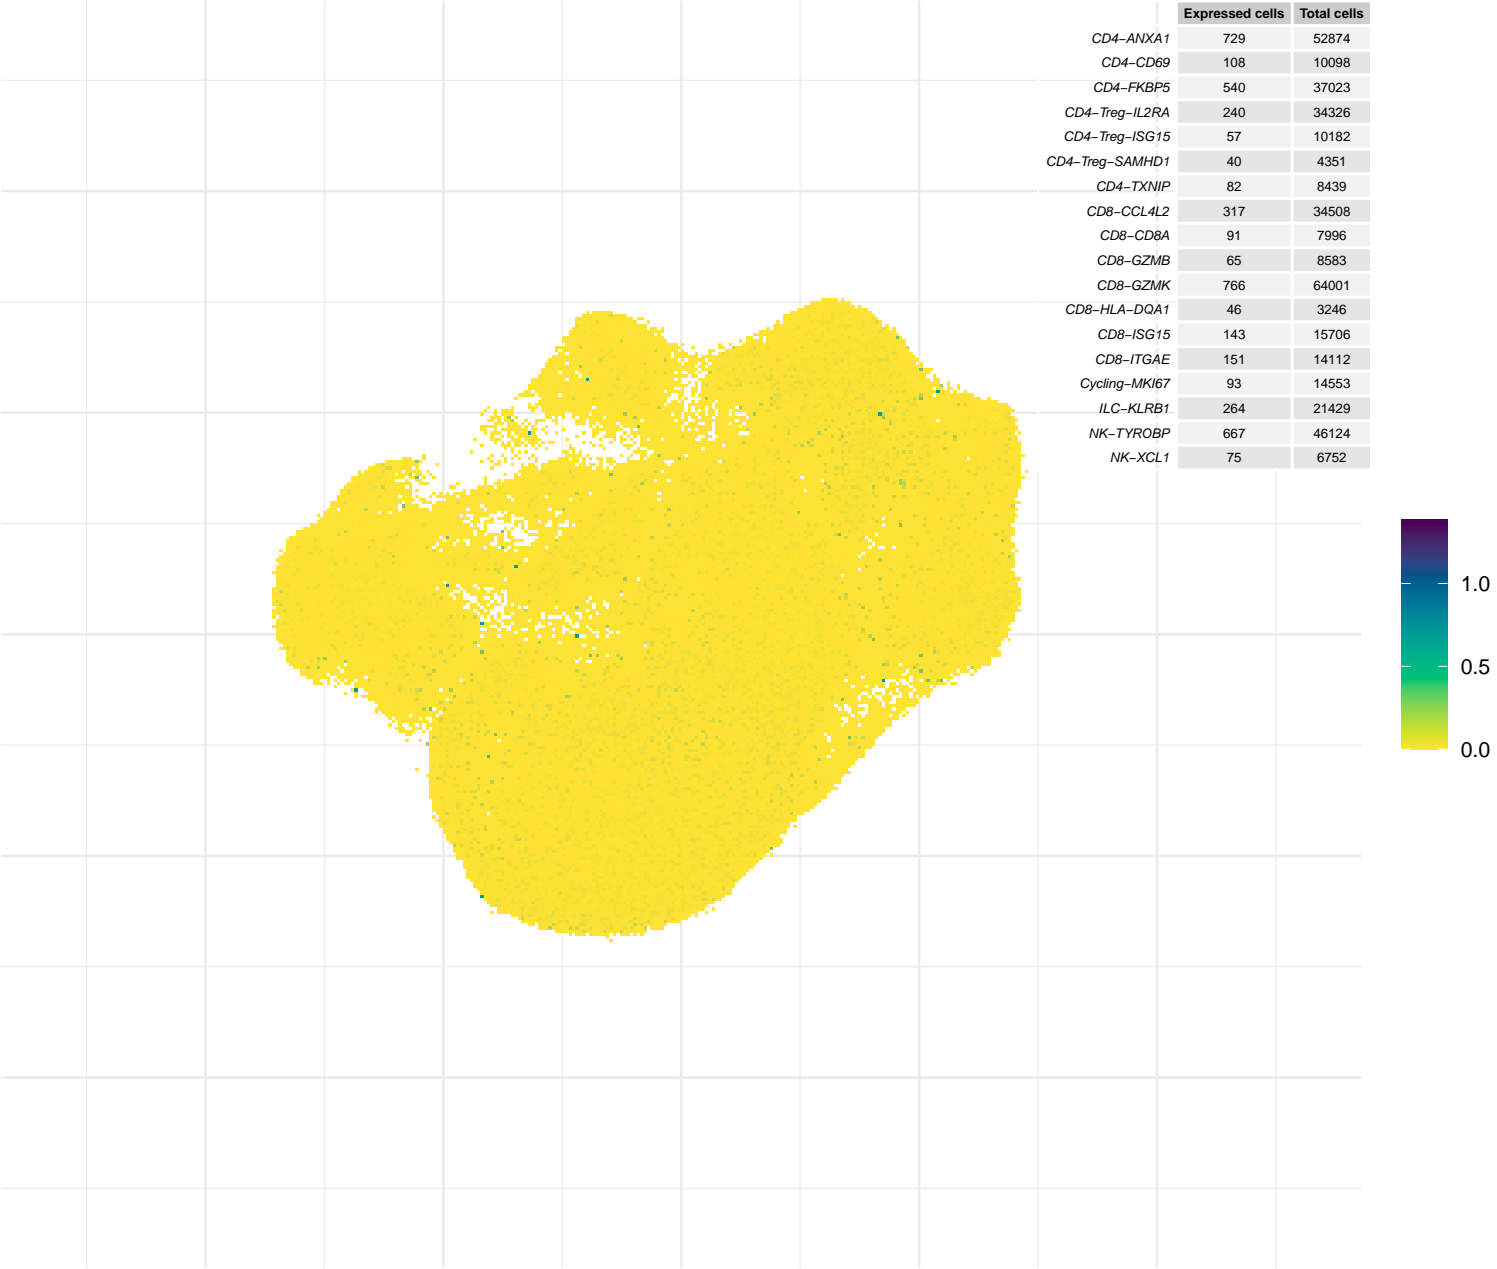 Expressed cells Total cells
CD4−ANXA1 729 52874
CD4−CD69 108 10098
CD4−FKBP5 540 37023
CD4−Treg−IL2RA 240 34326
CD4−Treg−ISG15 57 10182
CD4−Treg−SAMHD1 40 4351
CD4−TXNIP 82 8439
CD8−CCL4L2 317 34508
CD8−CD8A 91 7996
CD8−GZMB 65 8583
CD8−GZMK 766 64001
CD8−HLA−DQA1 46 3246
CD8−ISG15 143 15706
CD8−ITGAE 151 14112
Cycling−MKI67 93 14553
ILC−KLRB1 264 21429
NK−TYROBP 667 46124
NK−XCL1 75 6752
1.0
0.5
0.0